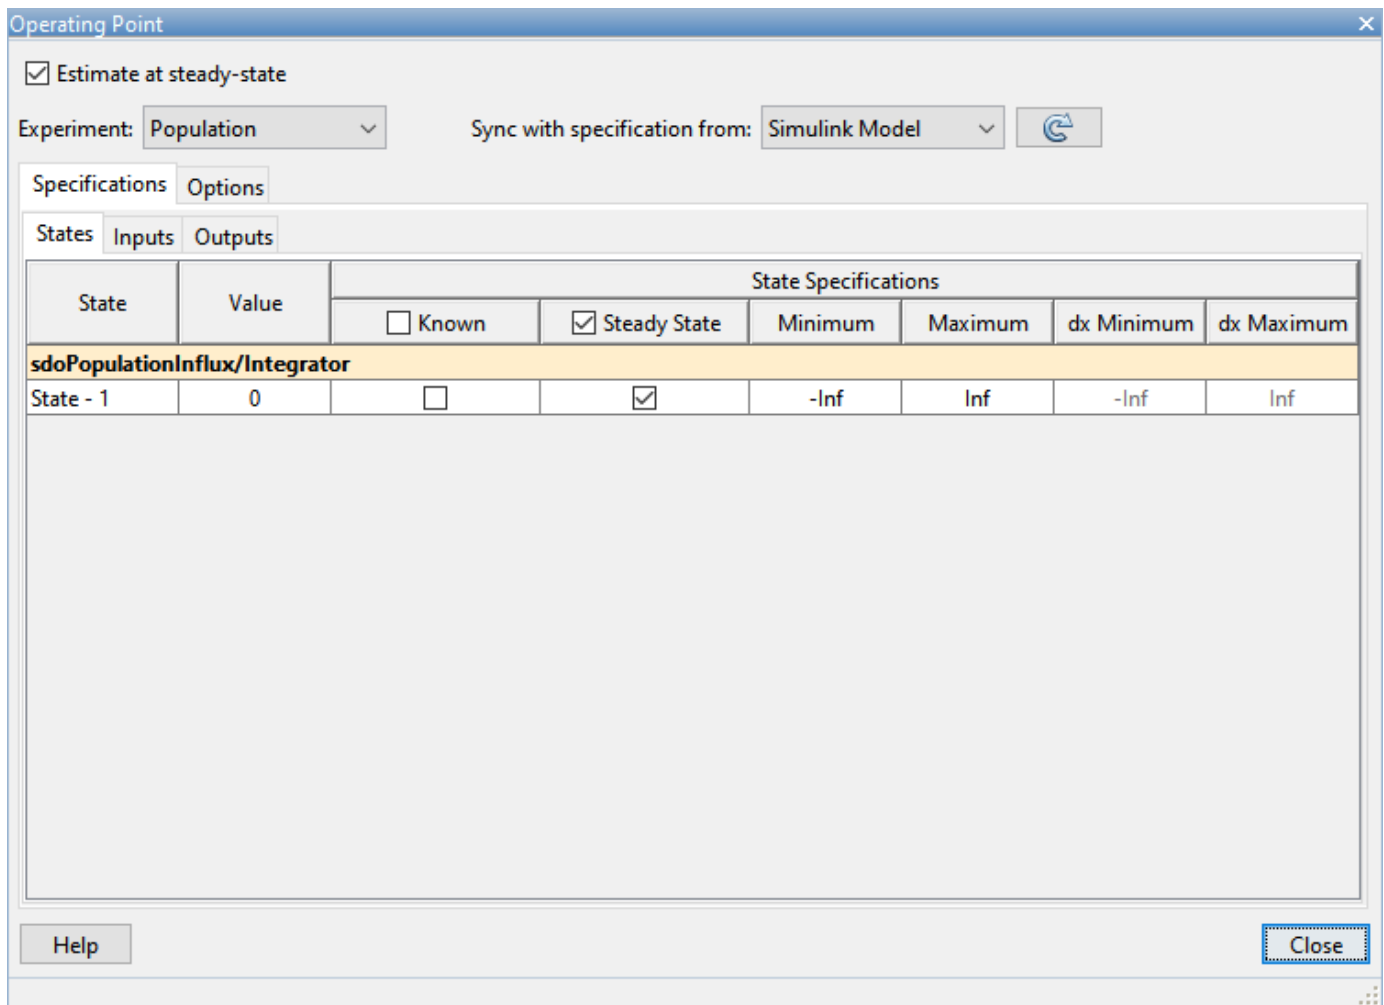 Operating Point
Estimate at steady-state
Experiment: Population Sync with specification from: Simulink Model
Specifications Options
States Inputs Outputs
State Value State Specifications
Known Steady State Minimum Maximum dx Minimum dx Maximum
sdoPopulationInflux/Integrator
State - 1 0 -Inf Inf -Inf Inf
Help Close